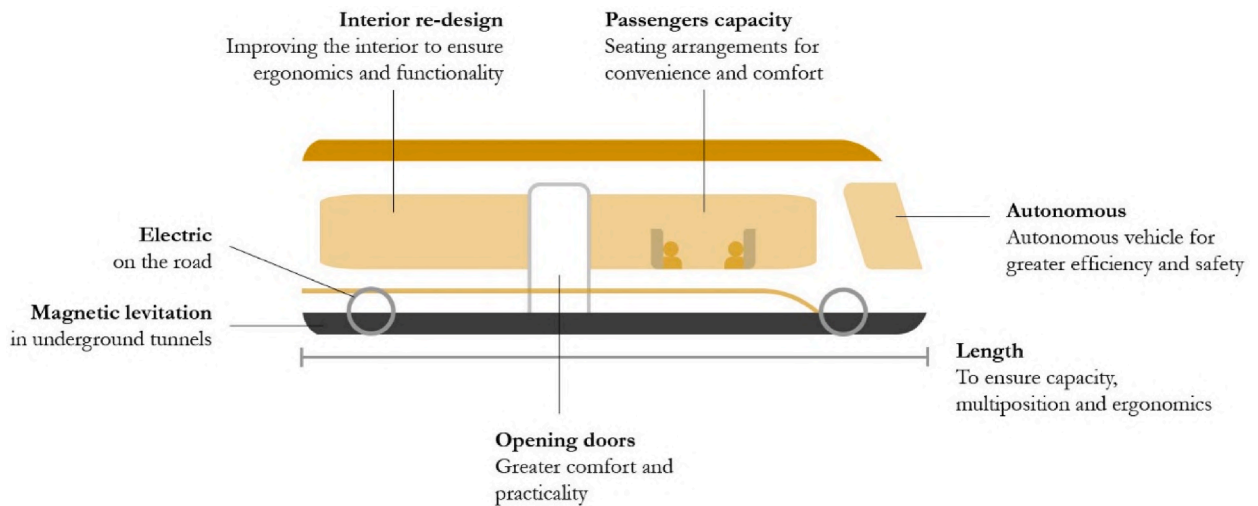 Interior re-design
Improving the interior to ensure
ergonomics and functionality
Passengers capacity
Seating arrangements for
convenience and comfort
Electric
on the road
Magnetic levitation
in underground tunnels
Autonomous
Autonomous vehicle for
greater efficiency and safety
Length
To ensure capacity,
multiposition and ergonomics
Opening doors
Greater comfort and
practicality